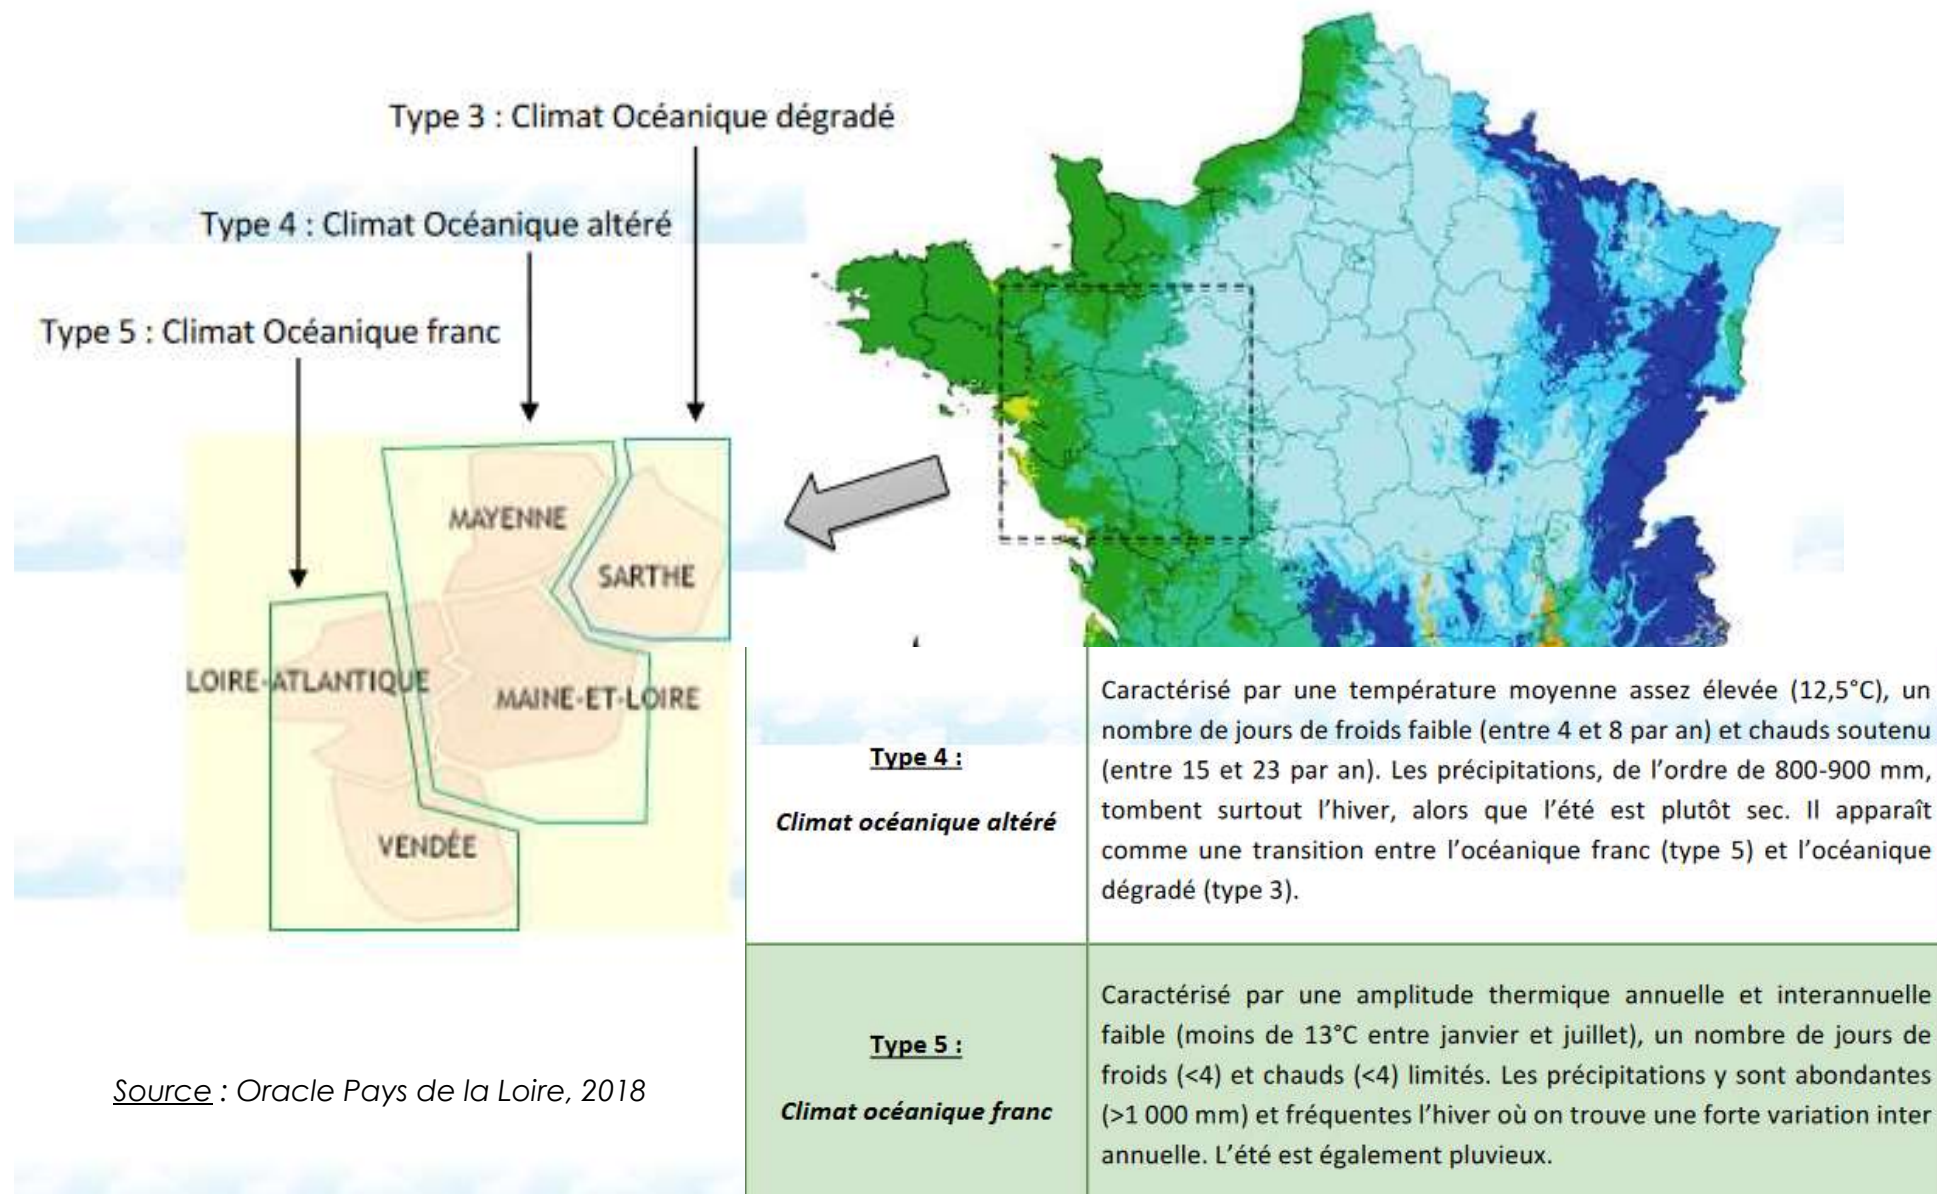 Type 3 : Climat Océanique dégradé
Type 4 : Climat Océanique altéré
Type 5 : Climat Océanique franc
MAYENNE
SARTHE
LOIRE-ATLANTIQUE
MAINE-ET-LOIRE
VENDÉE
Type 4 :
Climat océanique altéré
Caractérisé par une température moyenne assez élevée (12,5°C), un
nombre de jours de froids faible (entre 4 et 8 par an) et chauds soutenu
(entre 15 et 23 par an). Les précipitations, de l'ordre de 800-900 mm,
tombent surtout l'hiver, alors que l'été est plutôt sec. Il apparaît
comme une transition entre l'océanique franc (type 5) et l'océanique
dégradé (type 3).
Type 5 :
Climat océanique franc
Caractérisé par une amplitude thermique annuelle et interannuelle
faible (moins de 13°C entre janvier et juillet), un nombre de jours de
froids (<4) et chauds (<4) limités. Les précipitations y sont abondantes
(>1 000 mm) et fréquentes l'hiver où on trouve une forte variation inter
annuelle. L'été est également pluvieux.
Source : Oracle Pays de la Loire, 2018